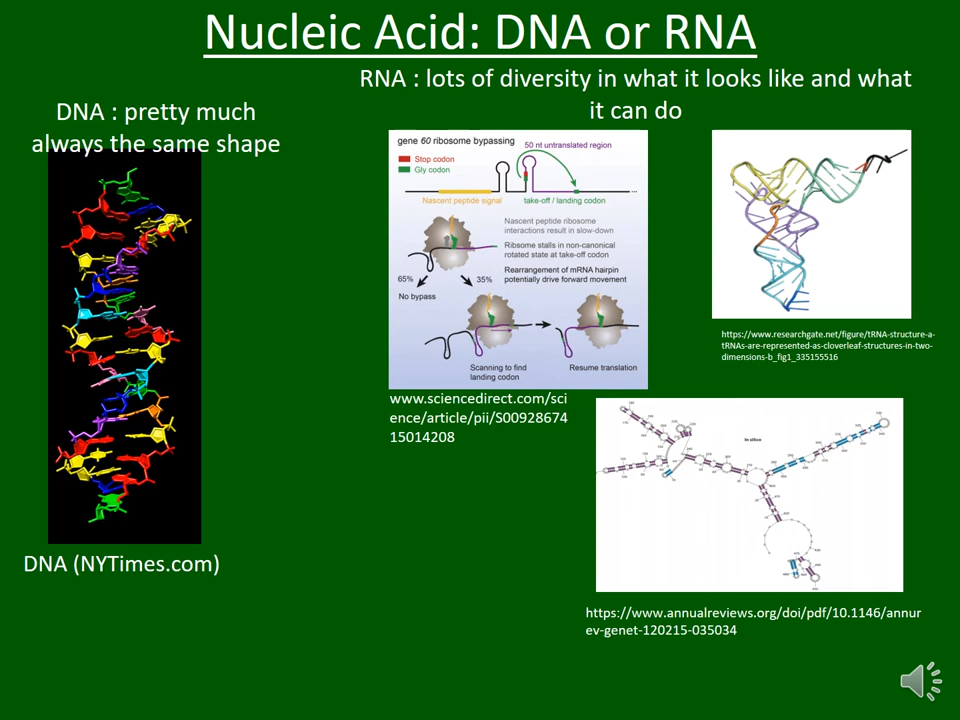 Nucleic Acid: DNA or RNA
RNA : lots of diversity in what it looks like and what
it can do
DNA : pretty much
always the same shape
gene 60 ribosome bypassing
50 nt untranslated region
Stop codon
Gly codon
Nascent peptide signal
take-off / landing codon
Nascent peptide ribosome
interactions result in slow-down
Ribosome stalls in non-canonical
rotated state at take-off codon
65%
35%
Rearrangement of mRNA hairpin
potentially drive forward movement
No bypass
Scanning to find
landing codon
Resume translation
https://www.researchgate.net/figure/tRNA-structure-a-
tRNAs-are-represented-as-cloverleaf-structures-in-two-
dimensions-b_fig1_335155516
www.sciencedirect.com/sci
ence/article/pii/S00928674
15014208
In silico
DNA (NYTimes.com)
https://www.annualreviews.org/doi/pdf/10.1146/annur
ev-genet-120215-035034